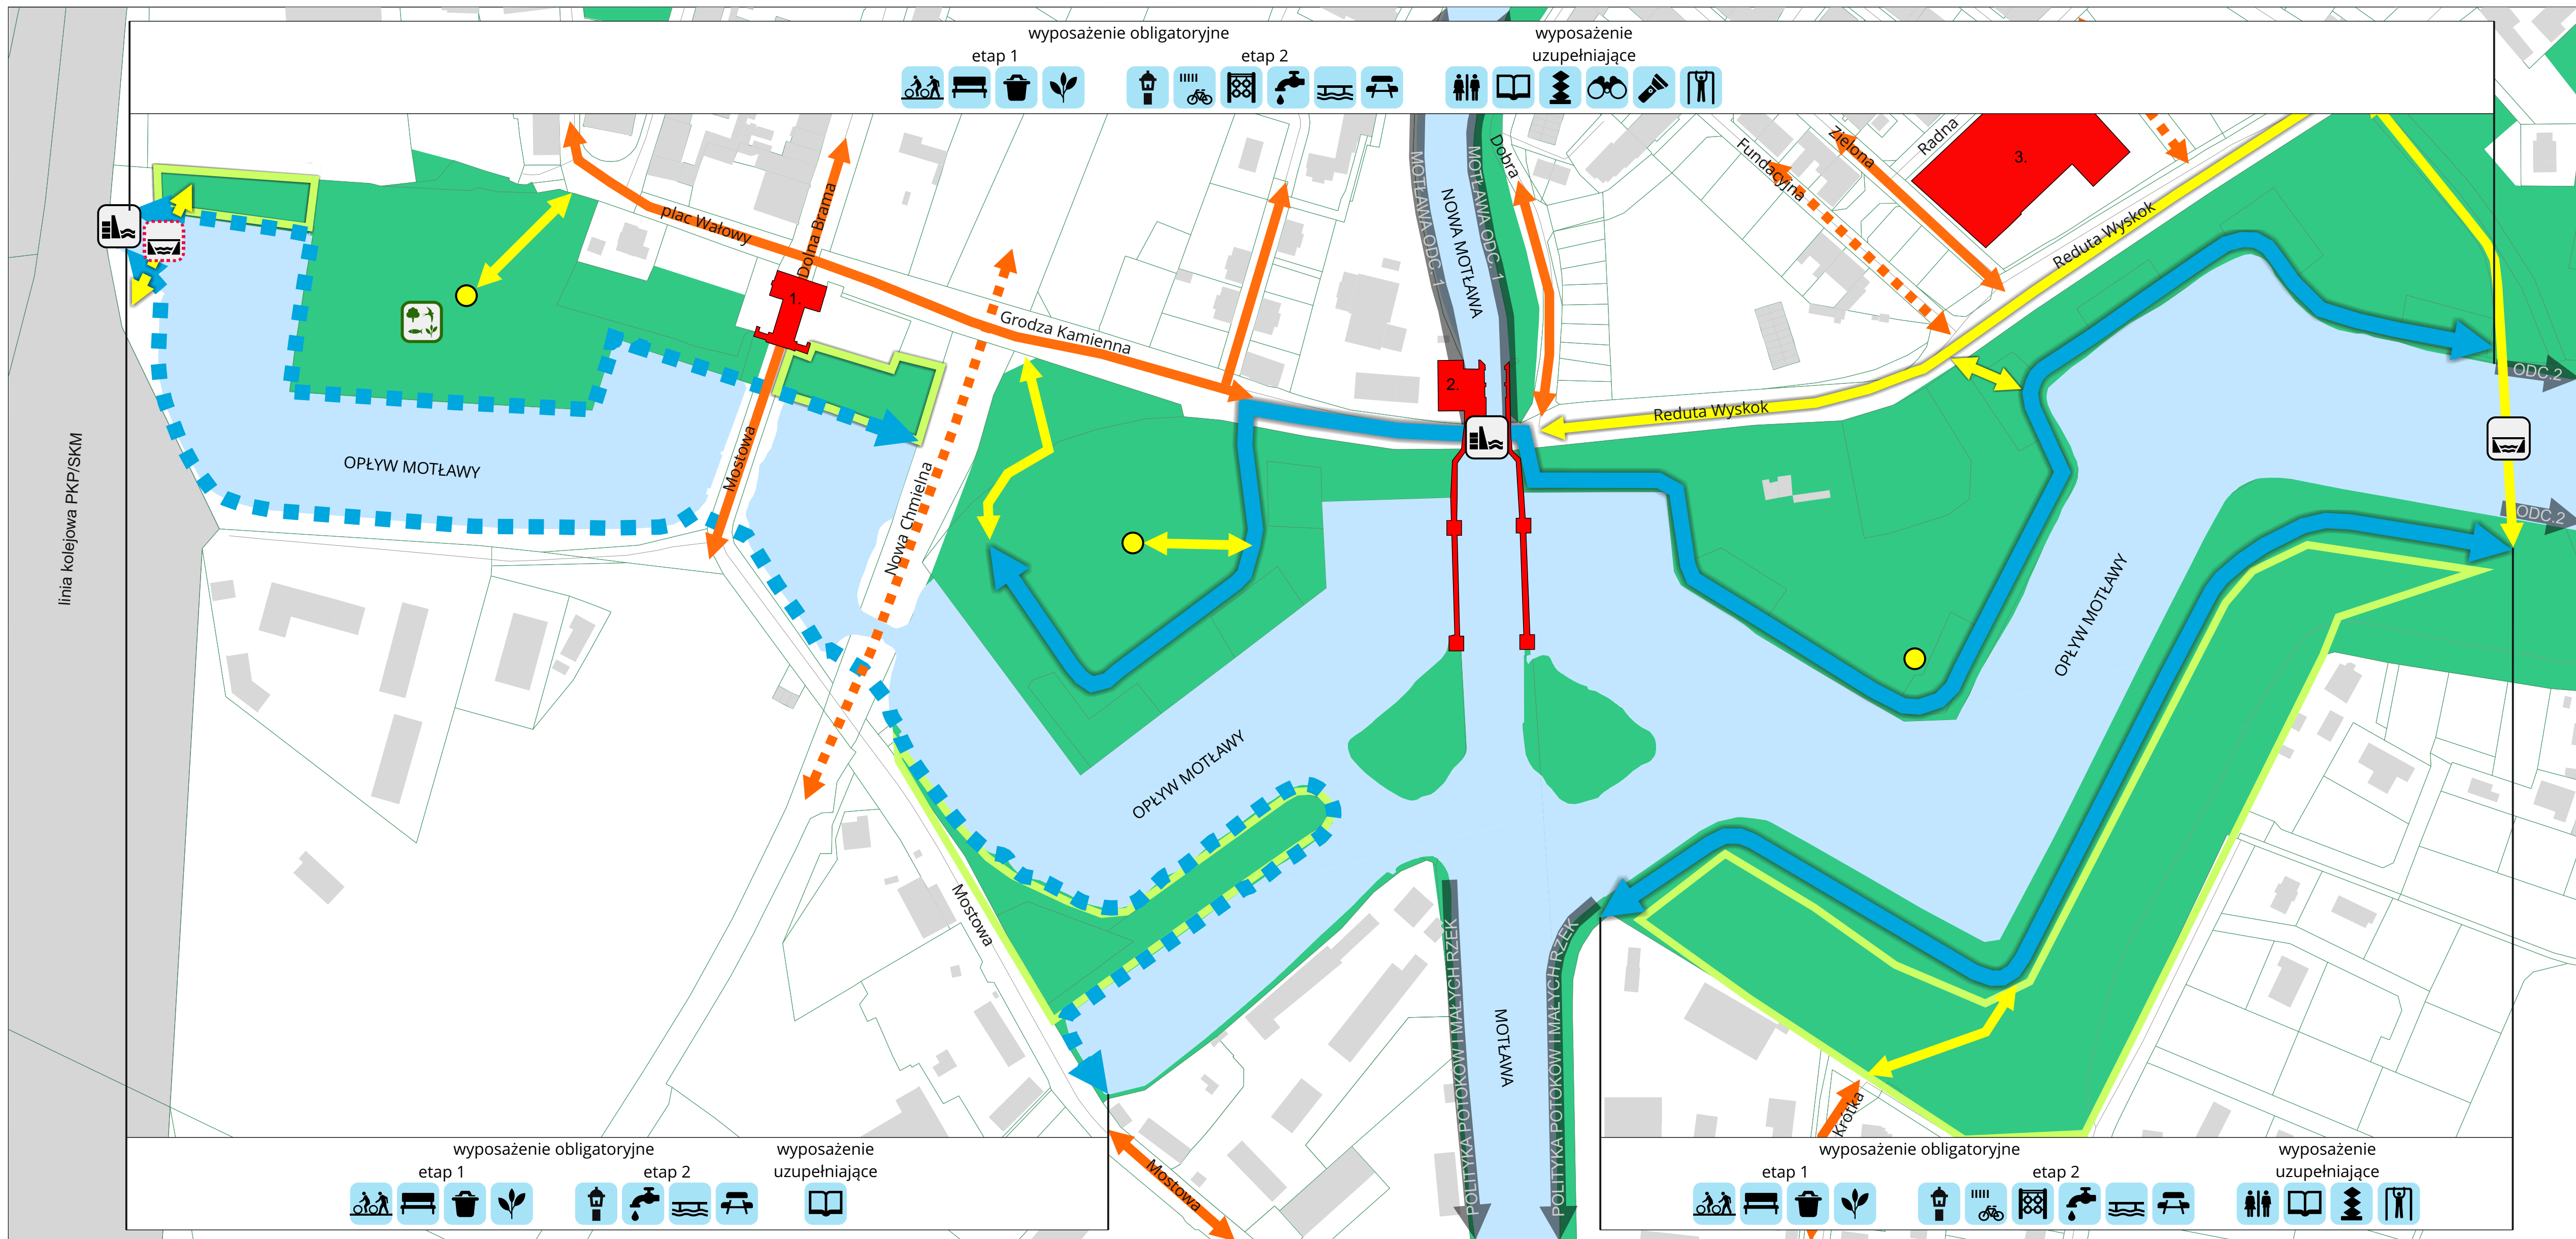 wyposażenie obligatoryjne
wyposażenie
uzupełniające
etap 1
etap 2
Zielona
Radna
3.
Fundacyjna
Dobra
MOTŁAWA ODC. 1
NOWA MOTŁAWA
MOTŁAWA ODC. 1
plac Wałowy
Dolna Brama
Reduta Wyskok
1.
Grodza Kamienna
2.
Reduta Wyskok
ODC.2
OPŁYW MOTŁAWY
Mostowa
Nowa Chmielna
linia kolejowa PKP/SKM
ODC.2
OPŁYW MOTŁAWY
OPŁYW MOTŁAWY
Mostowa
POLITYKA POTOKÓW I MAŁYCH RZEK
MOTŁAWA
POLITYKA POTOKÓW I MAŁYCH RZEK
Krótka
Mostowa
wyposażenie obligatoryjne
wyposażenie
uzupełniające
etap 1
etap 2
wyposażenie obligatoryjne
wyposażenie
uzupełniające
etap 1
etap 2